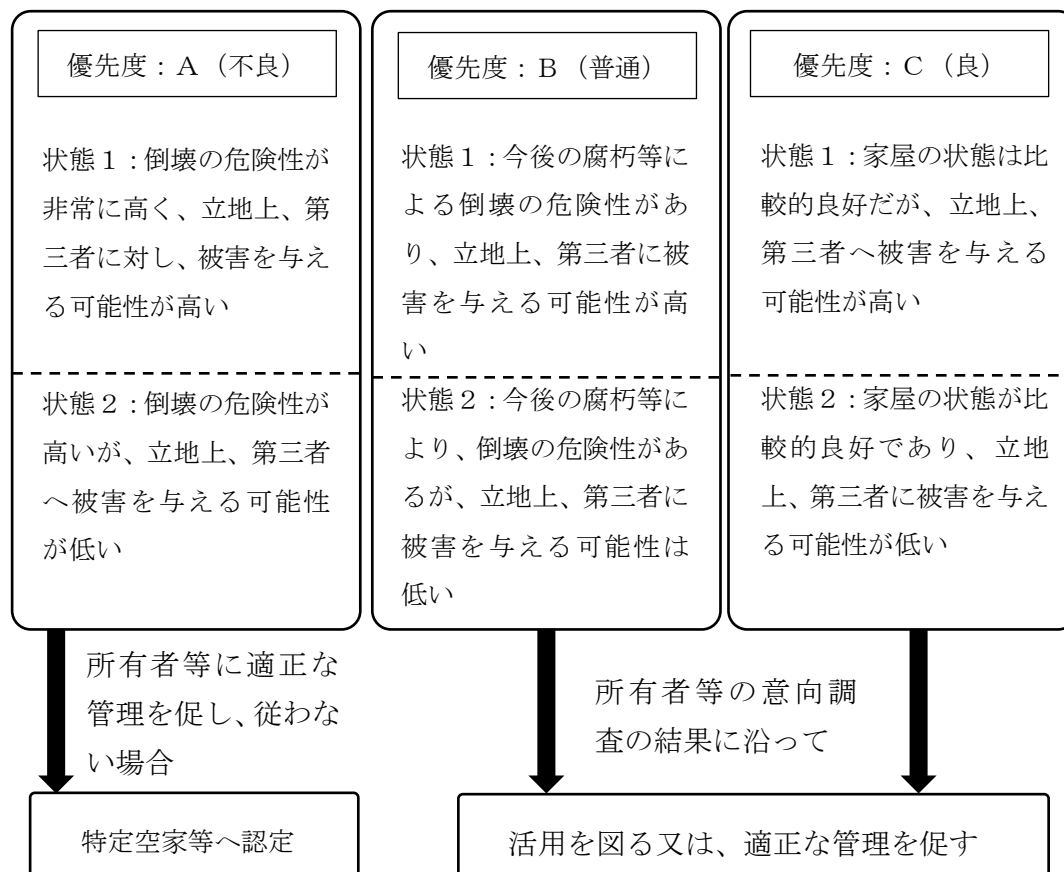 優先度：Ａ（不良）
状態１：倒壊の危険性が
非常に高く、立地上、第
三者に対し、被害を与え
る可能性が高い
状態２：倒壊の危険性が
高いが、立地上、第三者
へ被害を与える可能性
が低い
優先度：Ｂ（普通）
状態１：今後の腐朽等に
よる倒壊の危険性があ
り、立地上、第三者に被
害を与える可能性が高
い
状態２：今後の腐朽等に
より、倒壊の危険性があ
るが、立地上、第三者に
被害を与える可能性は
低い
優先度：Ｃ（良）
状態１：家屋の状態は比
較的良好だが、立地上、
第三者へ被害を与える
可能性が高い
状態２：家屋の状態が比
較的良好であり、立地
上、第三者に被害を与え
る可能性が低い
所有者等に適正な
管理を促し、従わな
い場合
所有者等の意向調
査の結果に沿って
特定空家等へ認定
活用を図る又は、適正な管理を促す